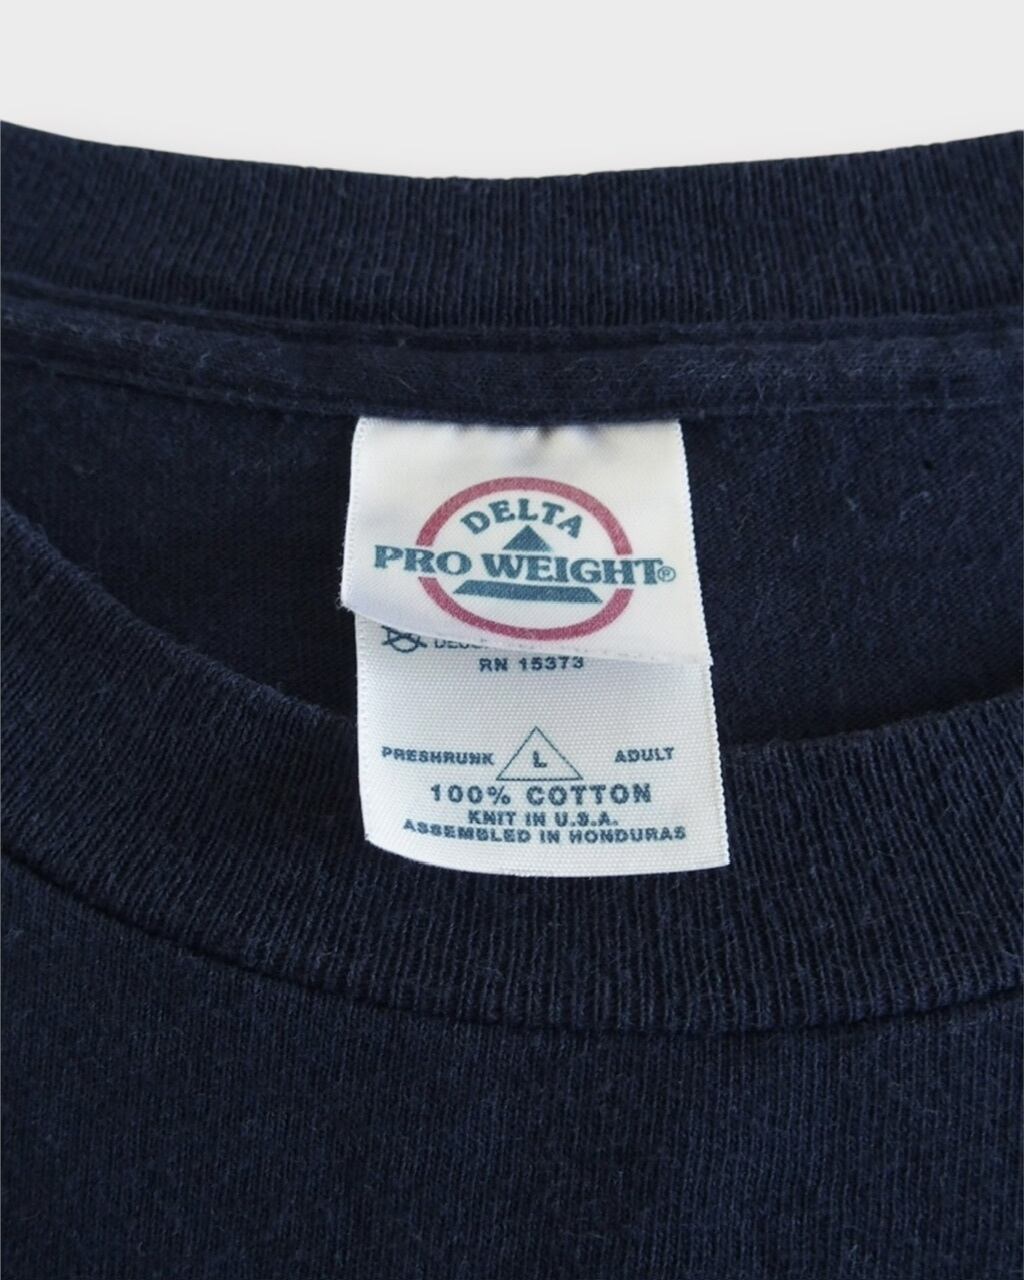 DELTA
PRO WEIGHT®
RN 15373
PRESHRUNK L ADULT
100% COTTON
KNIT IN U.S.A.
ASSEMBLED IN HONDURAS